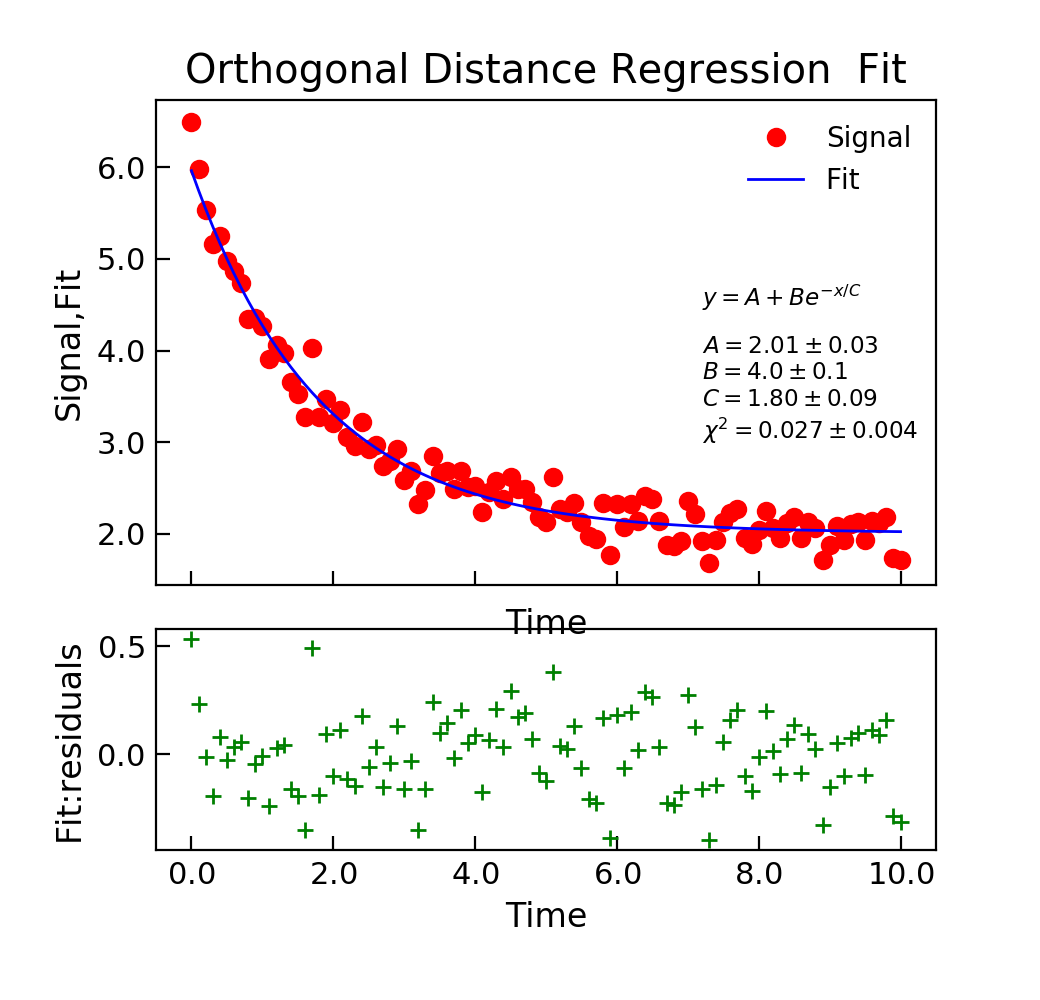 Orthogonal Distance Regression  Fit
Signal
Fit
6.0
5.0
4.0
3.0
2.0
Signal,Fit
y = A + Be^{−x/C}
A = 2.01 ± 0.03
B = 4.0 ± 0.1
C = 1.80 ± 0.09
χ² = 0.027 ± 0.004
Time
0.5
0.0
Fit:residuals
0.0 2.0 4.0 6.0 8.0 10.0
Time